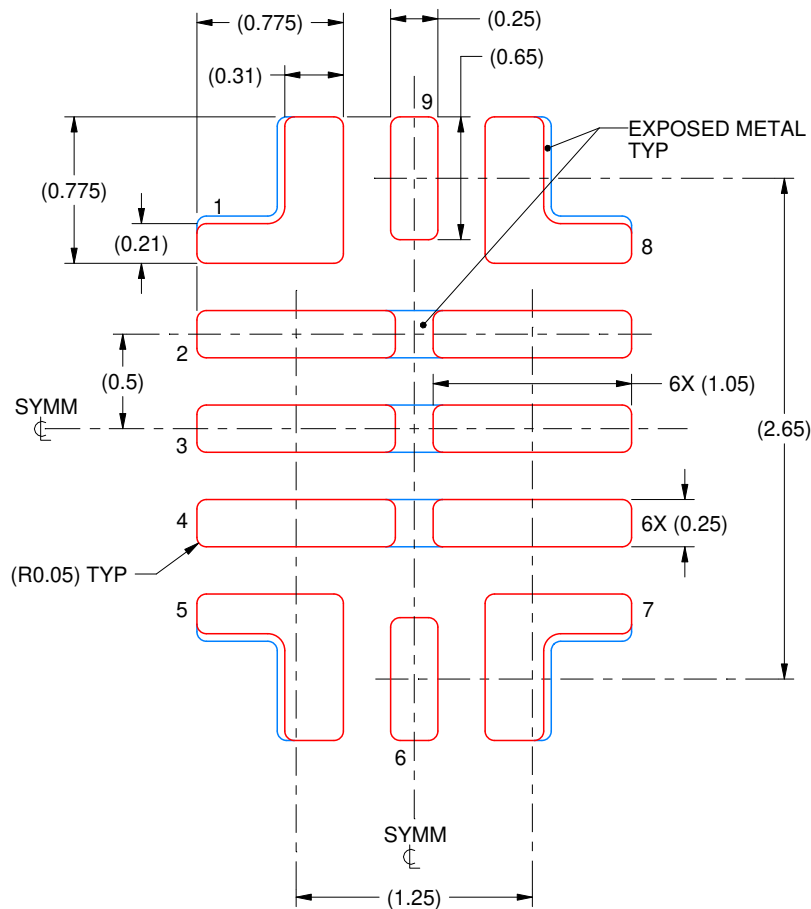 (0.775)
(0.25)
(0.31)
(0.65)
9
EXPOSED METAL
TYP
(0.775)
1
(0.21)
8
2
(0.5)
6X (1.05)
SYMM
℄
(2.65)
3
4
6X (0.25)
(R0.05) TYP
5
7
6
SYMM
℄
(1.25)